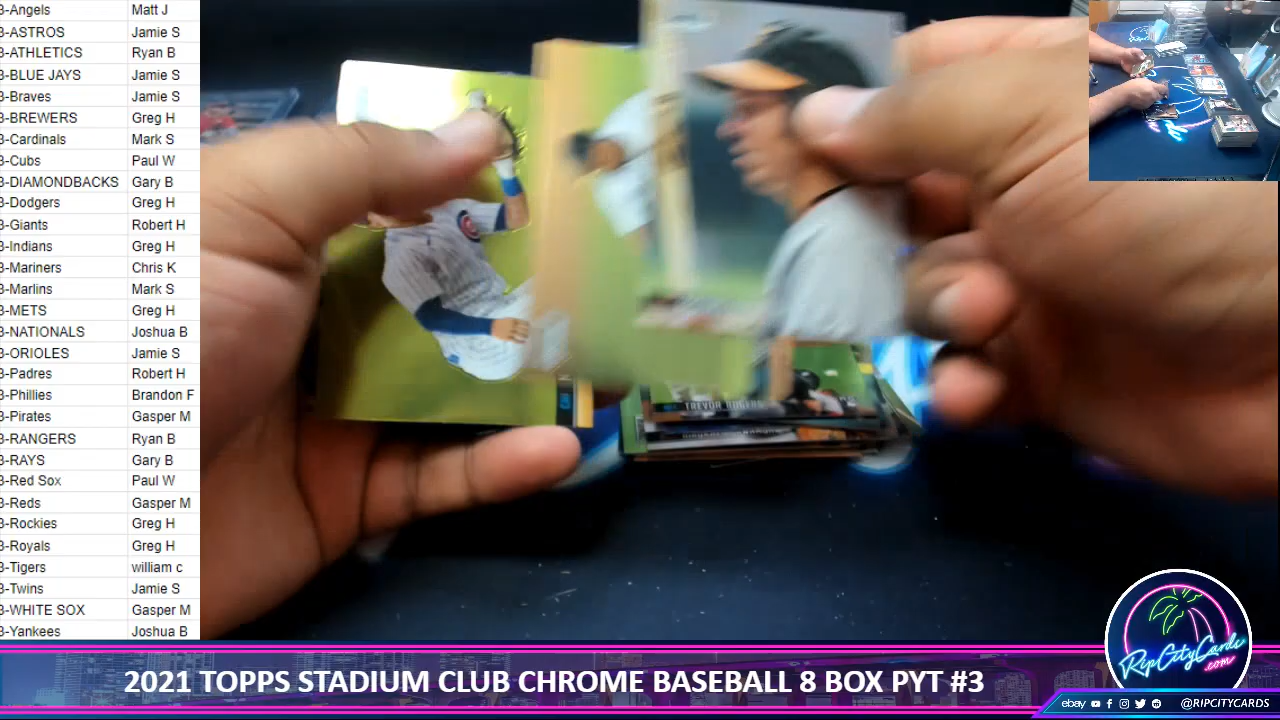 3-Angels Matt J
3-ASTROS Jamie S
3-ATHLETICS Ryan B
3-BLUE JAYS Jamie S
3-Braves Jamie S
3-BREWERS Greg H
3-Cardinals Mark S
3-Cubs Paul W
3-DIAMONDBACKS Gary B
3-Dodgers Greg H
3-Giants Robert H
3-Indians Greg H
3-Mariners Chris K
3-Marlins Mark S
3-METS Greg H
3-NATIONALS Joshua B
3-ORIOLES Jamie S
3-Padres Robert H
3-Phillies Brandon F
3-Pirates Gasper M
3-RANGERS Ryan B
3-RAYS Gary B
3-Red Sox Paul W
3-Reds Gasper M
3-Rockies Greg H
3-Royals Greg H
3-Tigers william c
3-Twins Jamie S
3-WHITE SOX Gasper M
3-Yankees Joshua B
TREVOR ROGERS
2021 TOPPS STADIUM CLUB CHROME BASEBALL 8 BOX PYT #3
RipCityCards
.com
ebay @RIPCITYCARDS